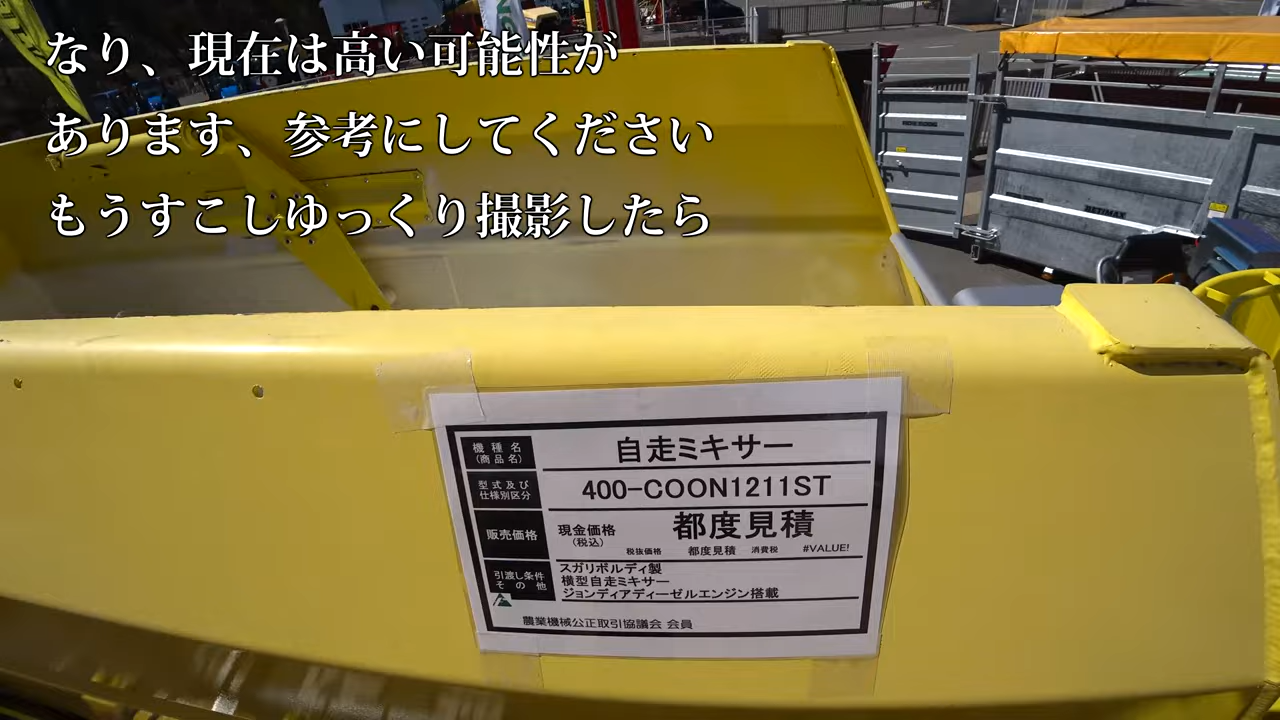 なり、現在は高い可能性が
あります、参考にしてください
もうすこしゆっくり撮影したら
機種名
(商品名)
自走ミキサー
型式及び
仕様別区分
400-COON1211ST
販売価格
現金価格
(税込)
都度見積
税抜価格 都度見積 消費税 #VALUE!
引渡し条件
その他
スガリボルディ製
横型自走ミキサー
ジョンディアディーゼルエンジン搭載
農業機械公正取引協議会 会員